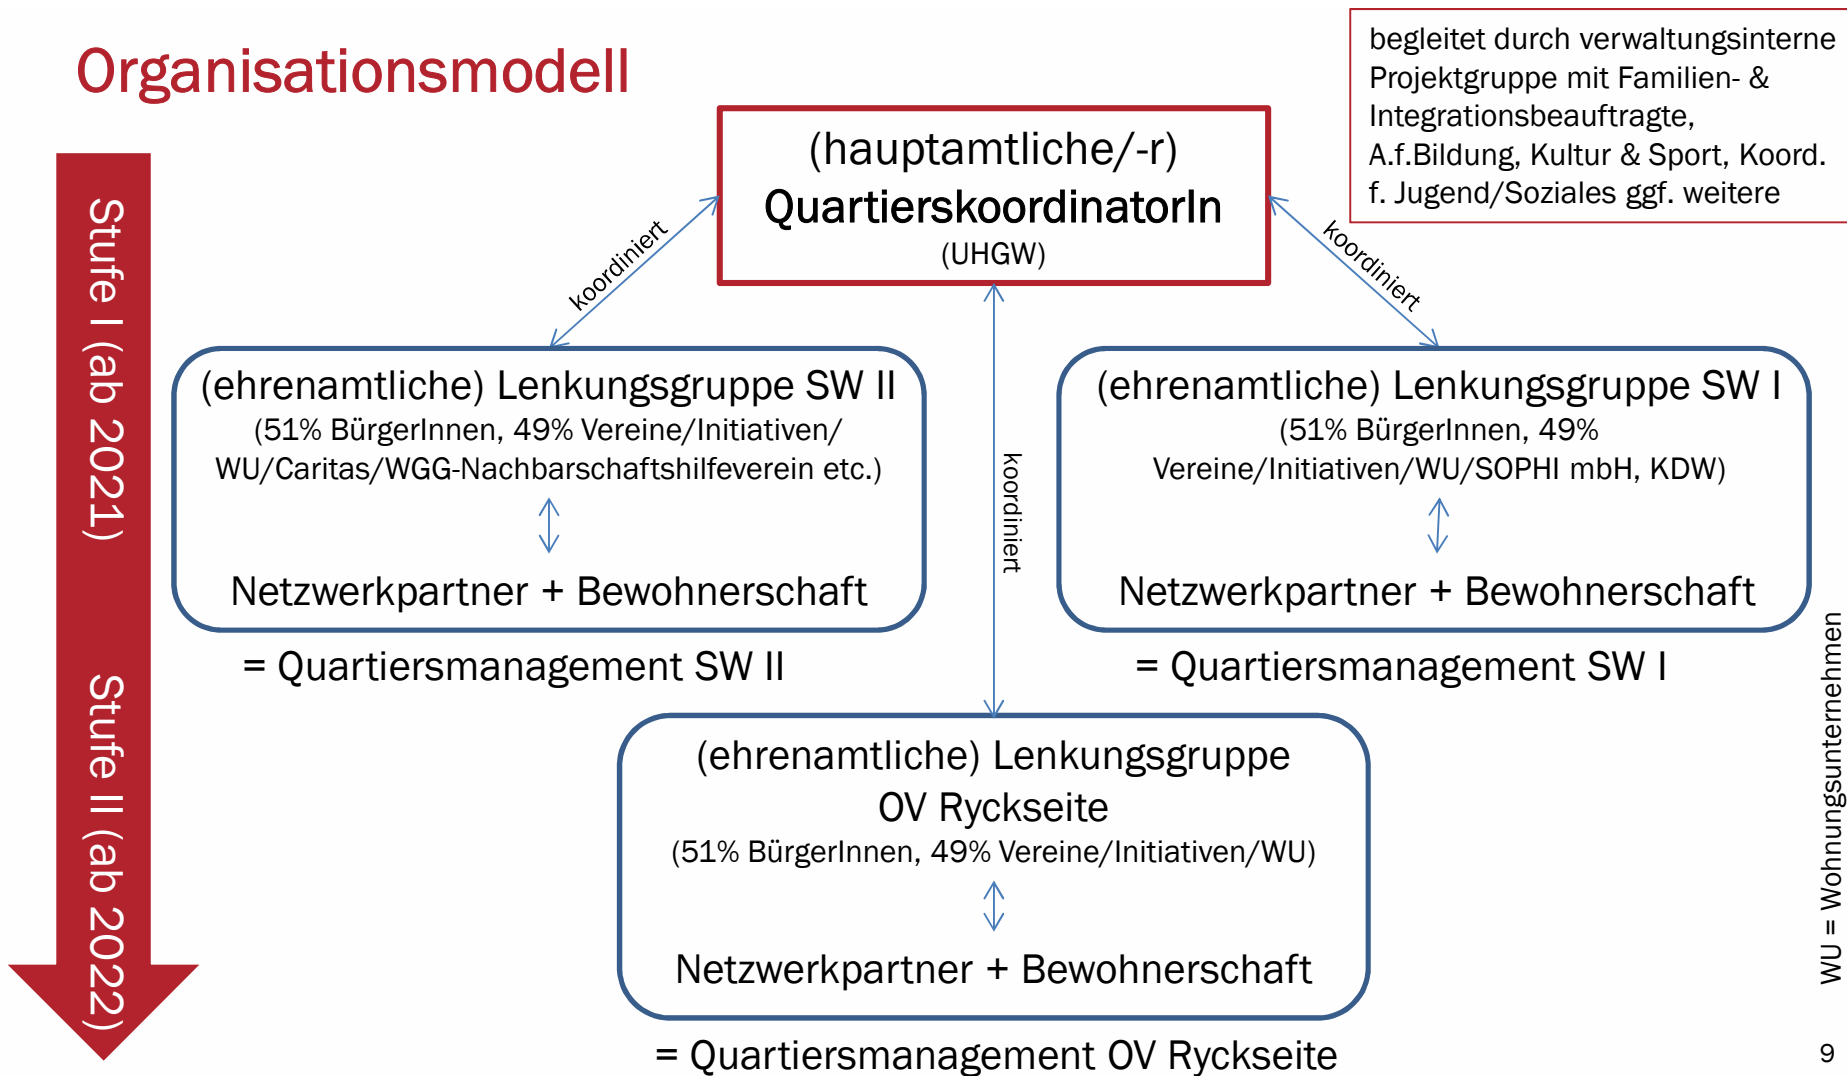 Organisationsmodell
begleitet durch verwaltungsinterne
Projektgruppe mit Familien- &
Integrationsbeauftragte,
A.f.Bildung, Kultur & Sport, Koord.
f. Jugend/Soziales ggf. weitere
(hauptamtliche/-r)
QuartierskoordinatorIn
(UHGW)
koordiniert
koordiniert
koordiniert
Stufe I (ab 2021)
(ehrenamtliche) Lenkungsgruppe SW II
(51% BürgerInnen, 49% Vereine/Initiativen/
WU/Caritas/WGG-Nachbarschaftshilfeverein etc.)
Netzwerkpartner + Bewohnerschaft
= Quartiersmanagement SW II
(ehrenamtliche) Lenkungsgruppe SW I
(51% BürgerInnen, 49%
Vereine/Initiativen/WU/SOPHI mbH, KDW)
Netzwerkpartner + Bewohnerschaft
= Quartiersmanagement SW I
Stufe II (ab 2022)
(ehrenamtliche) Lenkungsgruppe
OV Ryckseite
(51% BürgerInnen, 49% Vereine/Initiativen/WU)
Netzwerkpartner + Bewohnerschaft
= Quartiersmanagement OV Ryckseite
WU = Wohnungsunternehmen
9